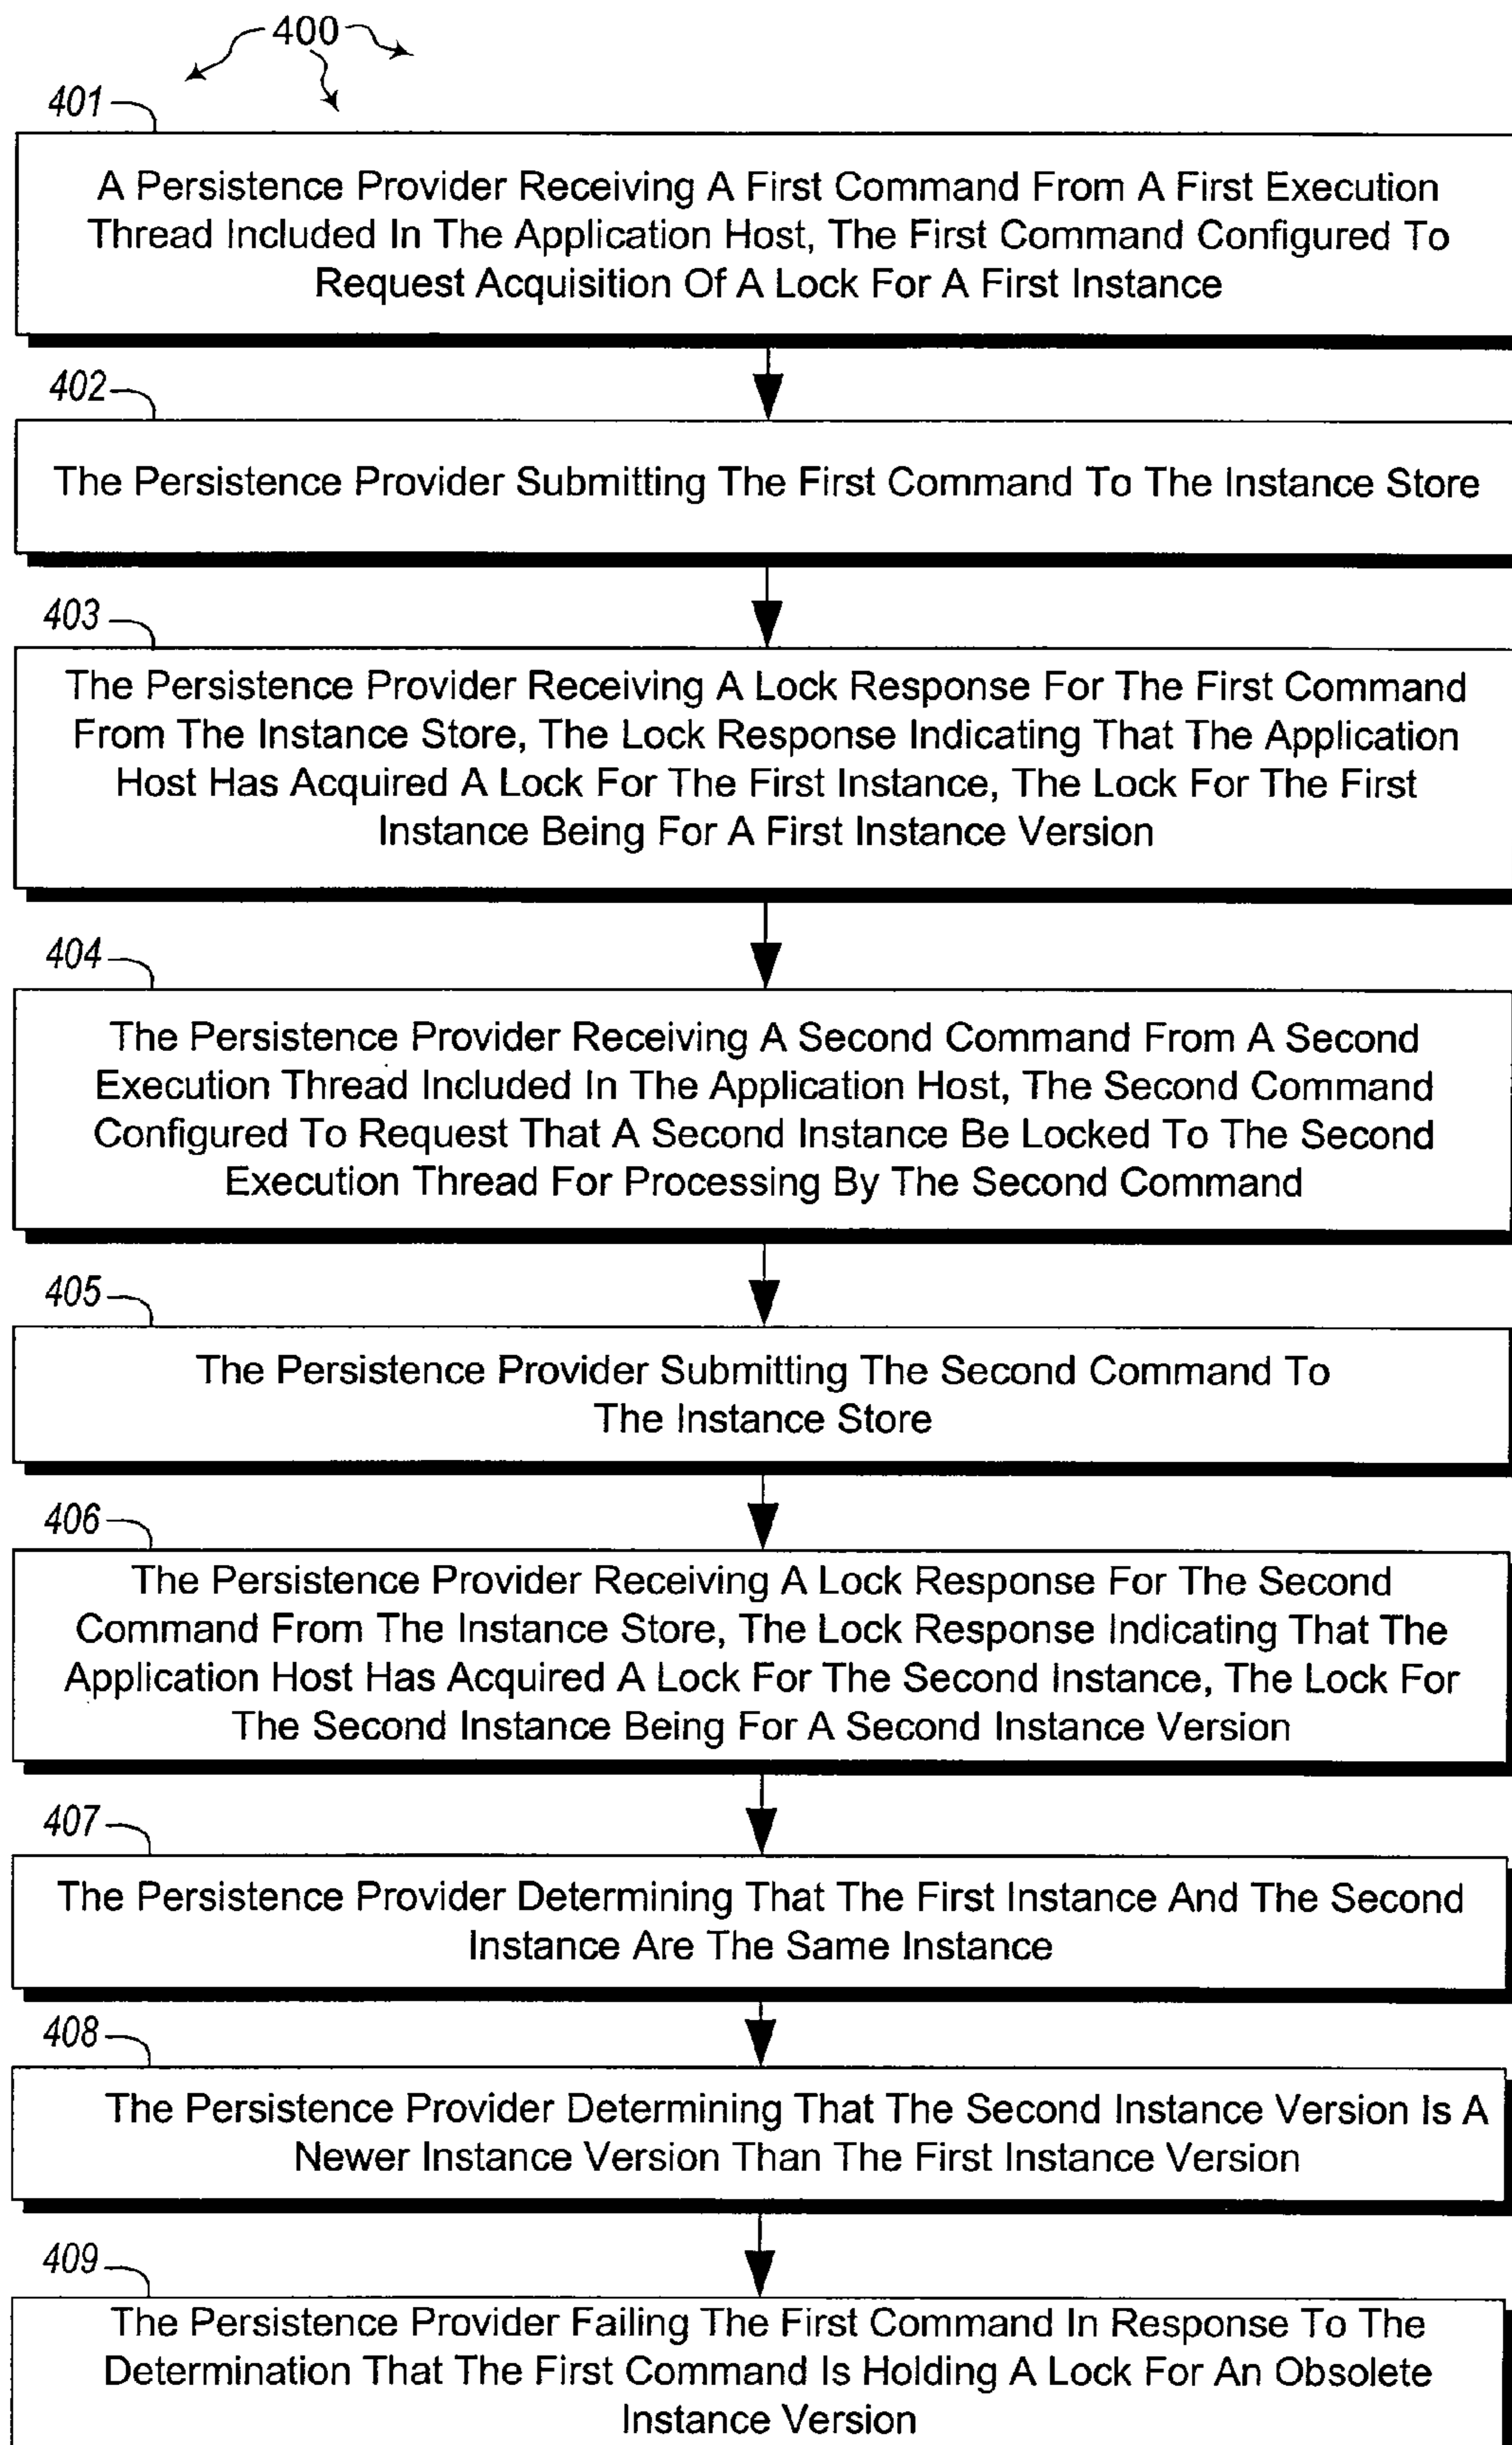 400
401
A Persistence Provider Receiving A First Command From A First Execution
Thread Included In The Application Host, The First Command Configured To
Request Acquisition Of A Lock For A First Instance
402
The Persistence Provider Submitting The First Command To The Instance Store
403
The Persistence Provider Receiving A Lock Response For The First Command
From The Instance Store, The Lock Response Indicating That The Application
Host Has Acquired A Lock For The First Instance, The Lock For The First
Instance Being For A First Instance Version
404
The Persistence Provider Receiving A Second Command From A Second
Execution Thread Included In The Application Host, The Second Command
Configured To Request That A Second Instance Be Locked To The Second
Execution Thread For Processing By The Second Command
405
The Persistence Provider Submitting The Second Command To
The Instance Store
406
The Persistence Provider Receiving A Lock Response For The Second
Command From The Instance Store, The Lock Response Indicating That The
Application Host Has Acquired A Lock For The Second Instance, The Lock For
The Second Instance Being For A Second Instance Version
407
The Persistence Provider Determining That The First Instance And The Second
Instance Are The Same Instance
408
The Persistence Provider Determining That The Second Instance Version Is A
Newer Instance Version Than The First Instance Version
409
The Persistence Provider Failing The First Command In Response To The
Determination That The First Command Is Holding A Lock For An Obsolete
Instance Version